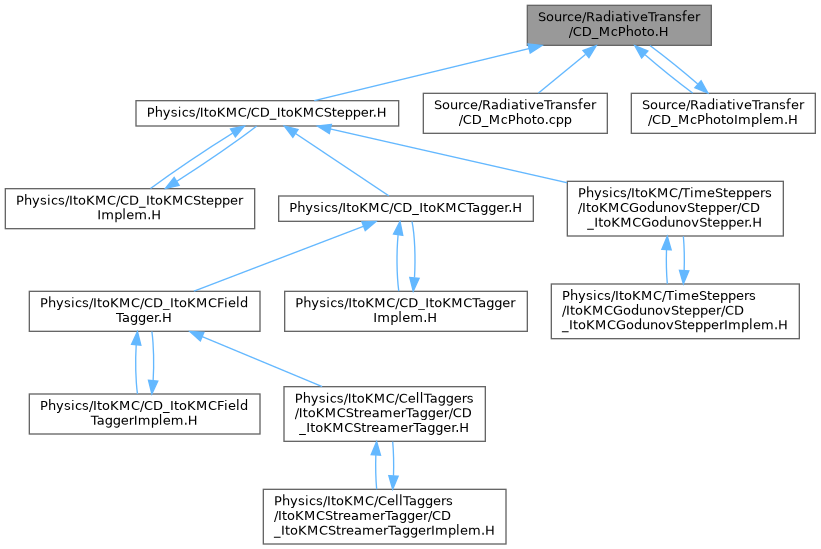 Source/RadiativeTransfer
/CD_McPhoto.H
Physics/ItoKMC/CD_ItoKMCStepper.H
Source/RadiativeTransfer
/CD_McPhoto.cpp
Source/RadiativeTransfer
/CD_McPhotoImplem.H
Physics/ItoKMC/CD_ItoKMCStepper
Implem.H
Physics/ItoKMC/CD_ItoKMCTagger.H
Physics/ItoKMC/TimeSteppers
/ItoKMCGodunovStepper/CD
_ItoKMCGodunovStepper.H
Physics/ItoKMC/CD_ItoKMCField
Tagger.H
Physics/ItoKMC/CD_ItoKMCTagger
Implem.H
Physics/ItoKMC/TimeSteppers
/ItoKMCGodunovStepper/CD
_ItoKMCGodunovStepperImplem.H
Physics/ItoKMC/CD_ItoKMCField
TaggerImplem.H
Physics/ItoKMC/CellTaggers
/ItoKMCStreamerTagger/CD
_ItoKMCStreamerTagger.H
Physics/ItoKMC/CellTaggers
/ItoKMCStreamerTagger/CD
_ItoKMCStreamerTaggerImplem.H